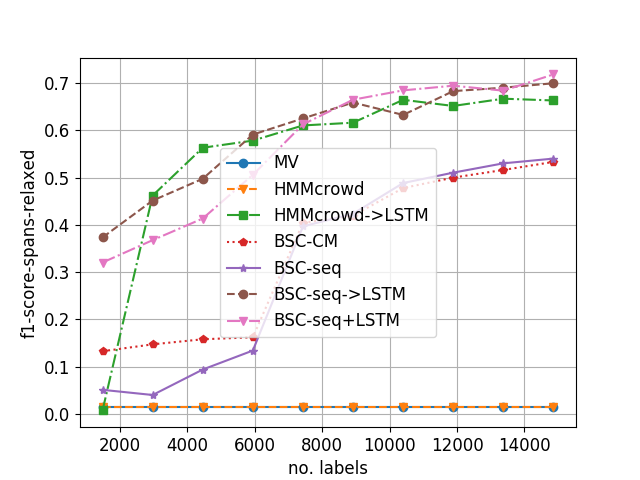 0.7
0.6
0.5
0.4
0.3
0.2
0.1
0.0
f1-score-spans-relaxed
MV
HMMcrowd
HMMcrowd->LSTM
BSC-CM
BSC-seq
BSC-seq->LSTM
BSC-seq+LSTM
2000 4000 6000 8000 10000 12000 14000
no. labels